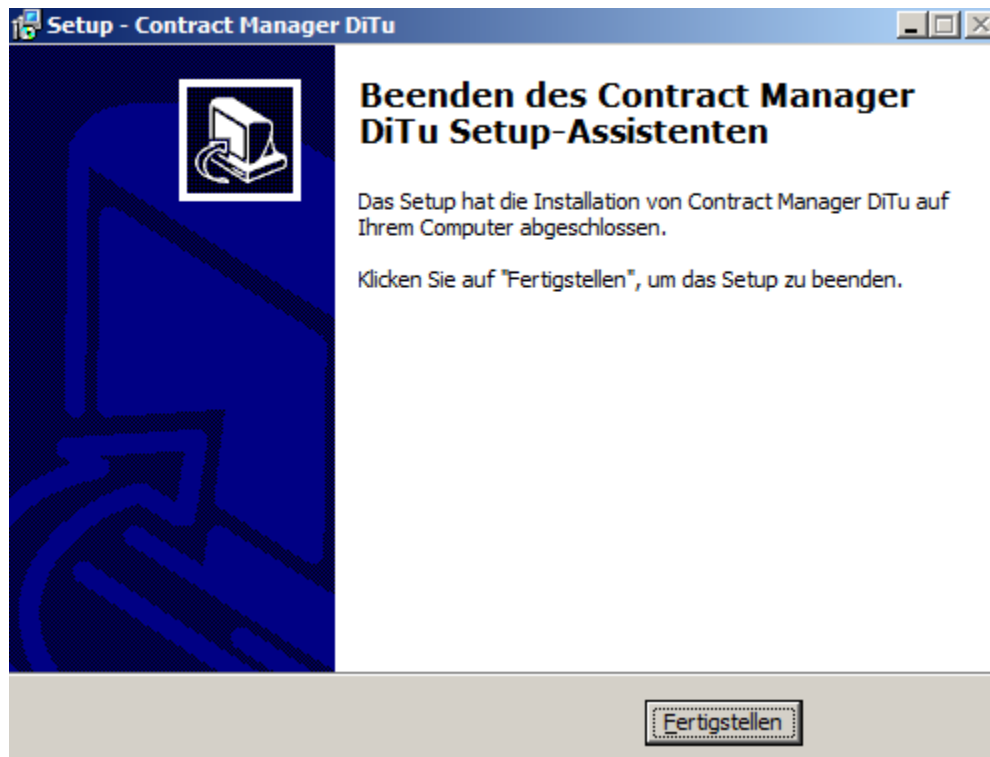 Setup - Contract Manager DiTu
Beenden des Contract Manager
DiTu Setup-Assistenten
Das Setup hat die Installation von Contract Manager DiTu auf
Ihrem Computer abgeschlossen.
Klicken Sie auf "Fertigstellen", um das Setup zu beenden.
Fertigstellen